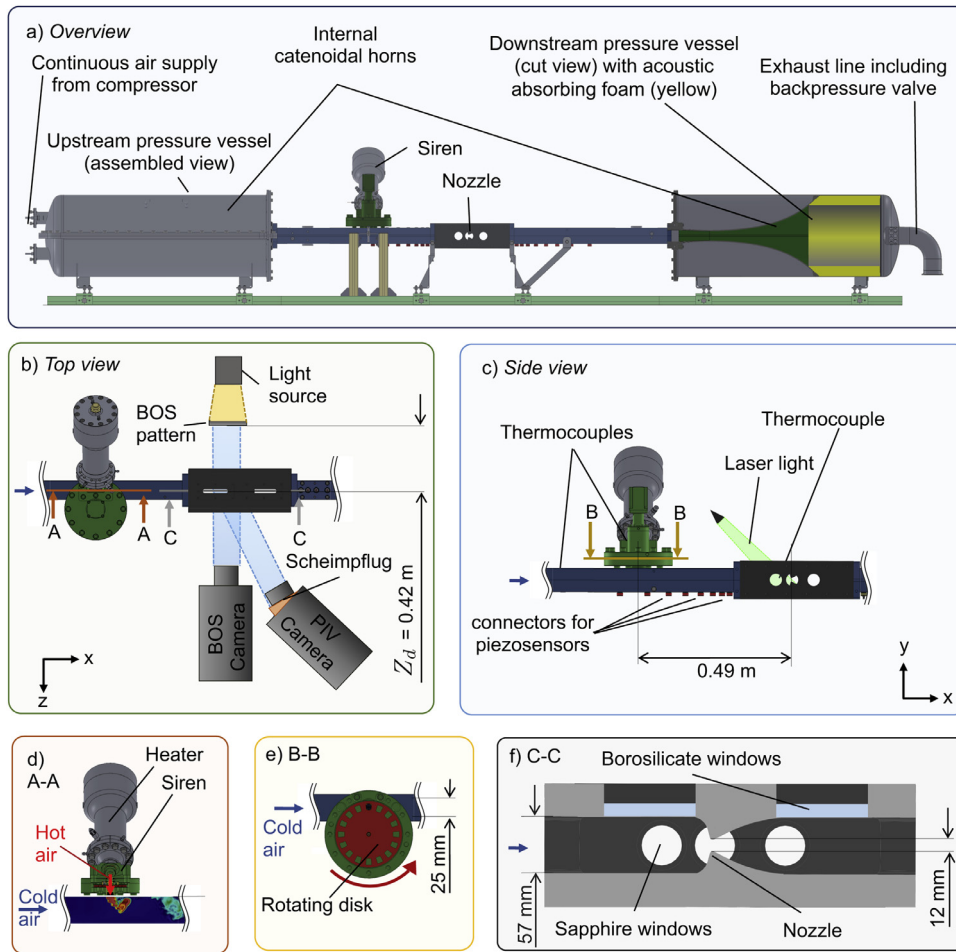 a) Overview
Continuous air supply
from compressor
Internal
catenoidal horns
Downstream pressure vessel
(cut view) with acoustic
absorbing foam (yellow)
Exhaust line including
backpressure valve
Upstream pressure vessel
(assembled view)
Siren
Nozzle
b) Top view
Light
source
BOS
pattern
A
A
C
C
Scheimpflug
BOS
Camera
PIV
Camera
Z_d = 0.42 m
x
z
c) Side view
Thermocouples
Thermocouple
Laser light
B
B
connectors for
piezosensors
0.49 m
y
x
d)
A-A
Heater
Siren
Hot
air
Cold
air
e) B-B
Cold
air
25 mm
Rotating disk
f) C-C
Borosilicate windows
57 mm
Sapphire windows
Nozzle
12 mm